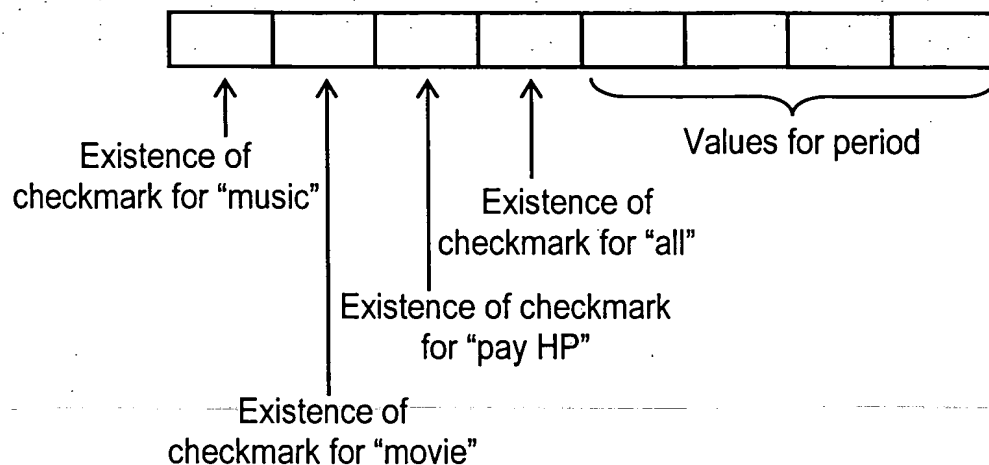 Values for period
Existence of
checkmark for “music”
Existence of
checkmark for “all”
Existence of checkmark
for “pay HP”
Existence of
checkmark for “movie”